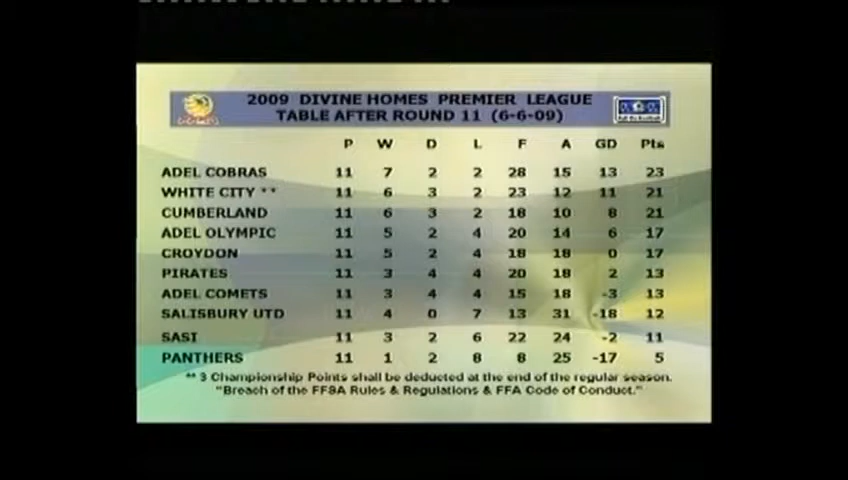 2009 DIVINE HOMES PREMIER LEAGUE
TABLE AFTER ROUND 11 (6-6-09)
P W D L F A GD Pts
ADEL COBRAS 11 7 2 2 28 15 13 23
WHITE CITY ** 11 6 3 2 23 12 11 21
CUMBERLAND 11 6 3 2 18 10 8 21
ADEL OLYMPIC 11 5 2 4 20 14 6 17
CROYDON 11 5 2 4 18 18 0 17
PIRATES 11 3 4 4 20 18 2 13
ADEL COMETS 11 3 4 4 15 18 -3 13
SALISBURY UTD 11 4 0 7 13 31 -18 12
SASI 11 3 2 6 22 24 -2 11
PANTHERS 11 1 2 8 8 25 -17 5
** 3 Championship Points shall be deducted at the end of the regular season.
"Breach of the FFSA Rules & Regulations & FFA Code of Conduct."